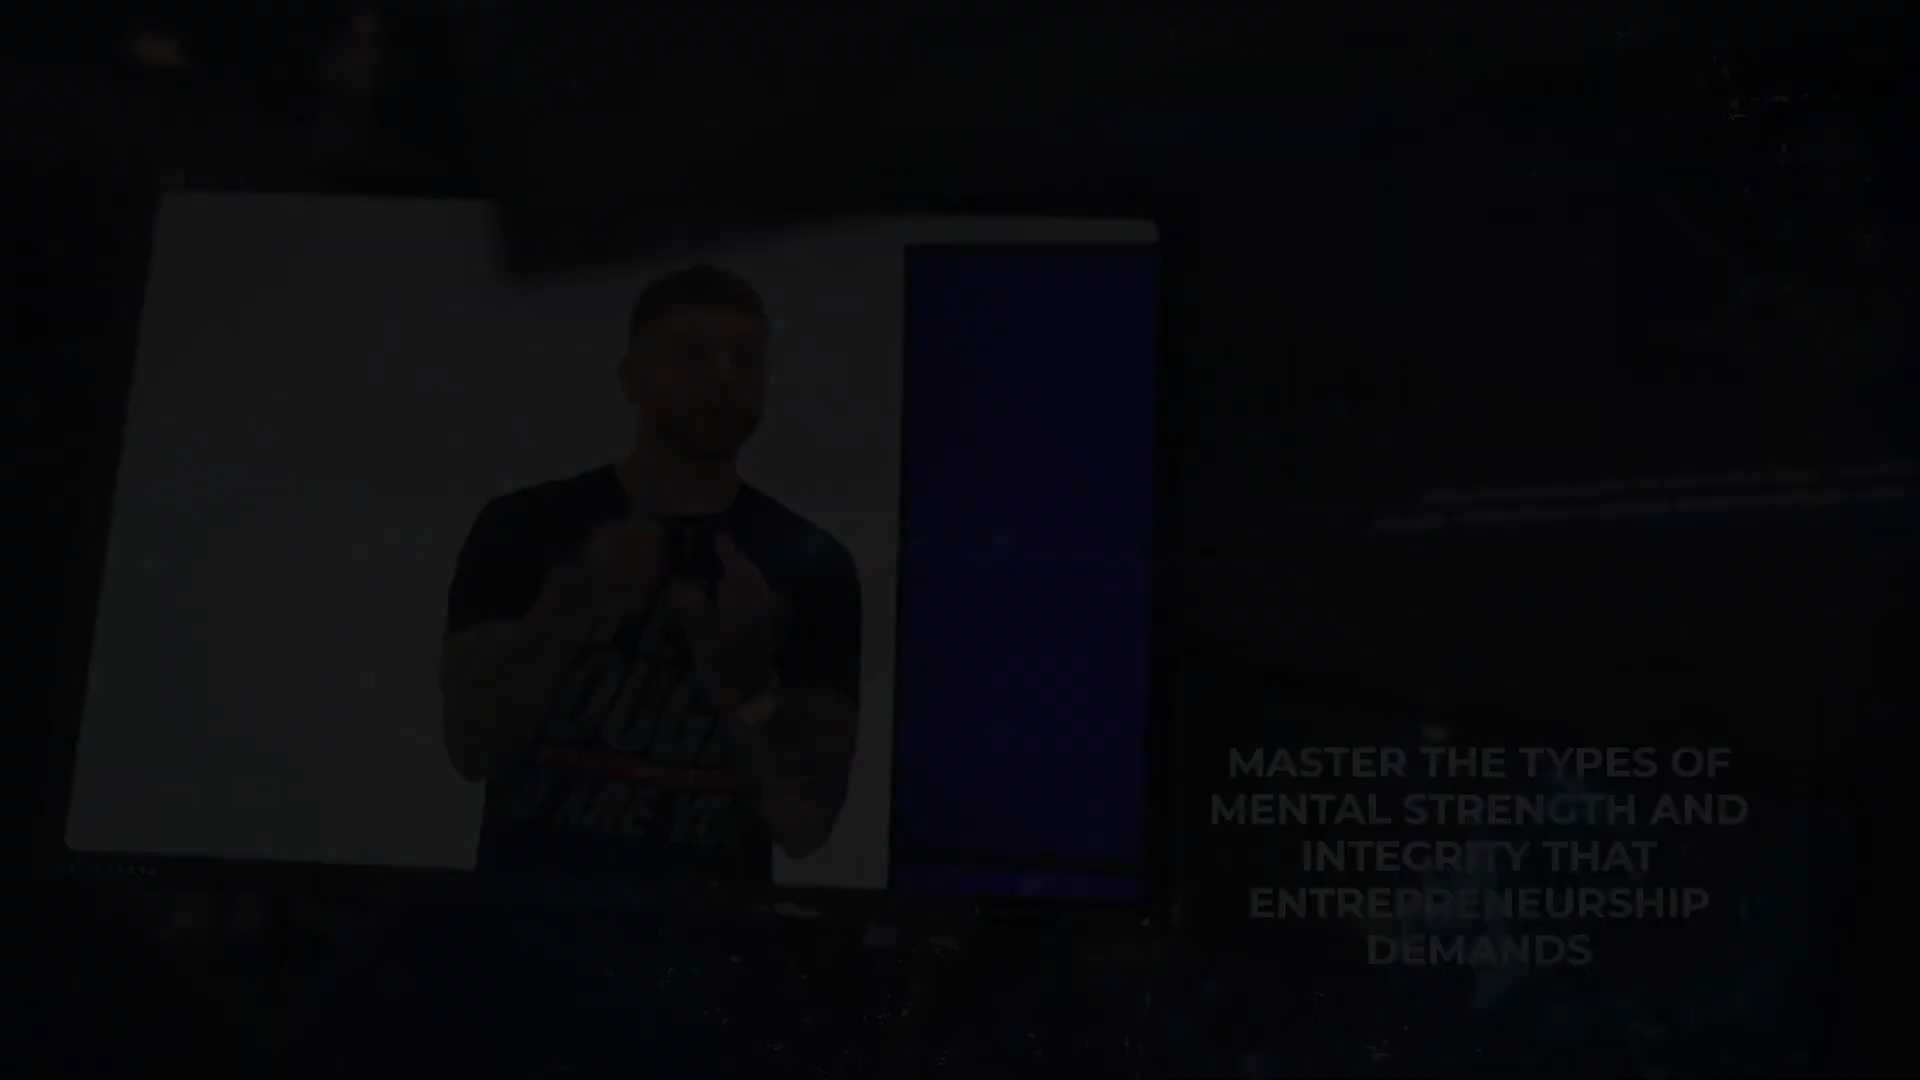 MASTER THE TYPES OF
MENTAL STRENGTH AND
INTEGRITY THAT
ENTREPRENEURSHIP
DEMANDS